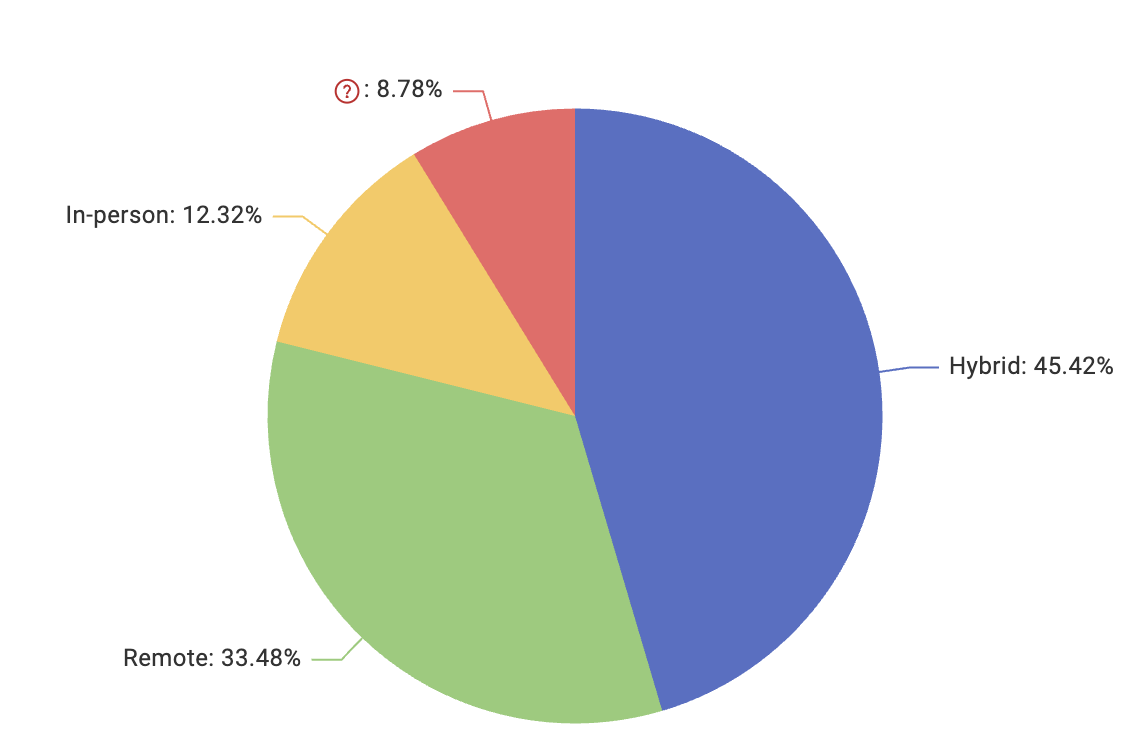 ?: 8.78%
In-person: 12.32%
Hybrid: 45.42%
Remote: 33.48%